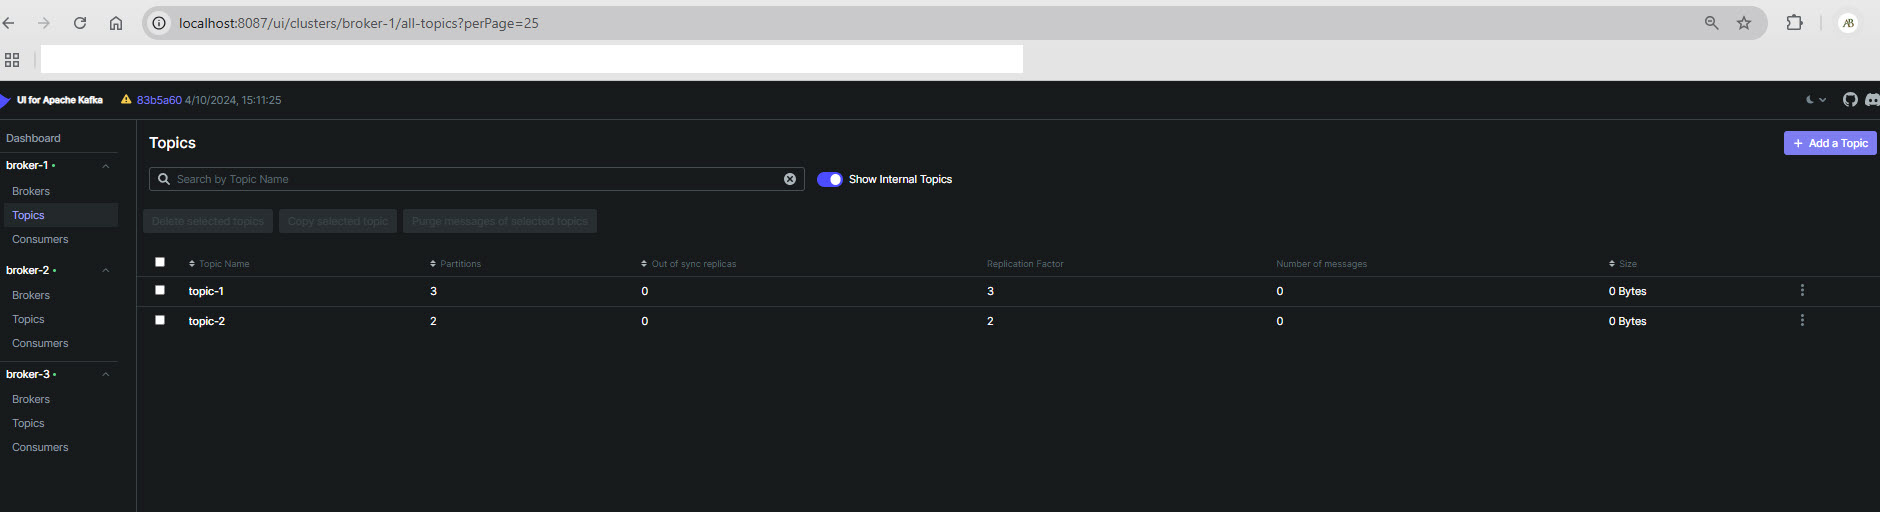 localhost:8087/ui/clusters/broker-1/all-topics?perPage=25
AB
UI for Apache Kafka 83b5a60 4/10/2024, 15:11:25
Dashboard
broker-1
Brokers
Topics
Consumers
broker-2
Brokers
Topics
Consumers
broker-3
Brokers
Topics
Consumers
Topics
+ Add a Topic
Search by Topic Name
Show Internal Topics
Delete selected topics Copy selected topic Purge messages of selected topics
Topic Name Partitions Out of sync replicas Replication Factor Number of messages Size
topic-1 3 0 3 0 0 Bytes
topic-2 2 0 2 0 0 Bytes